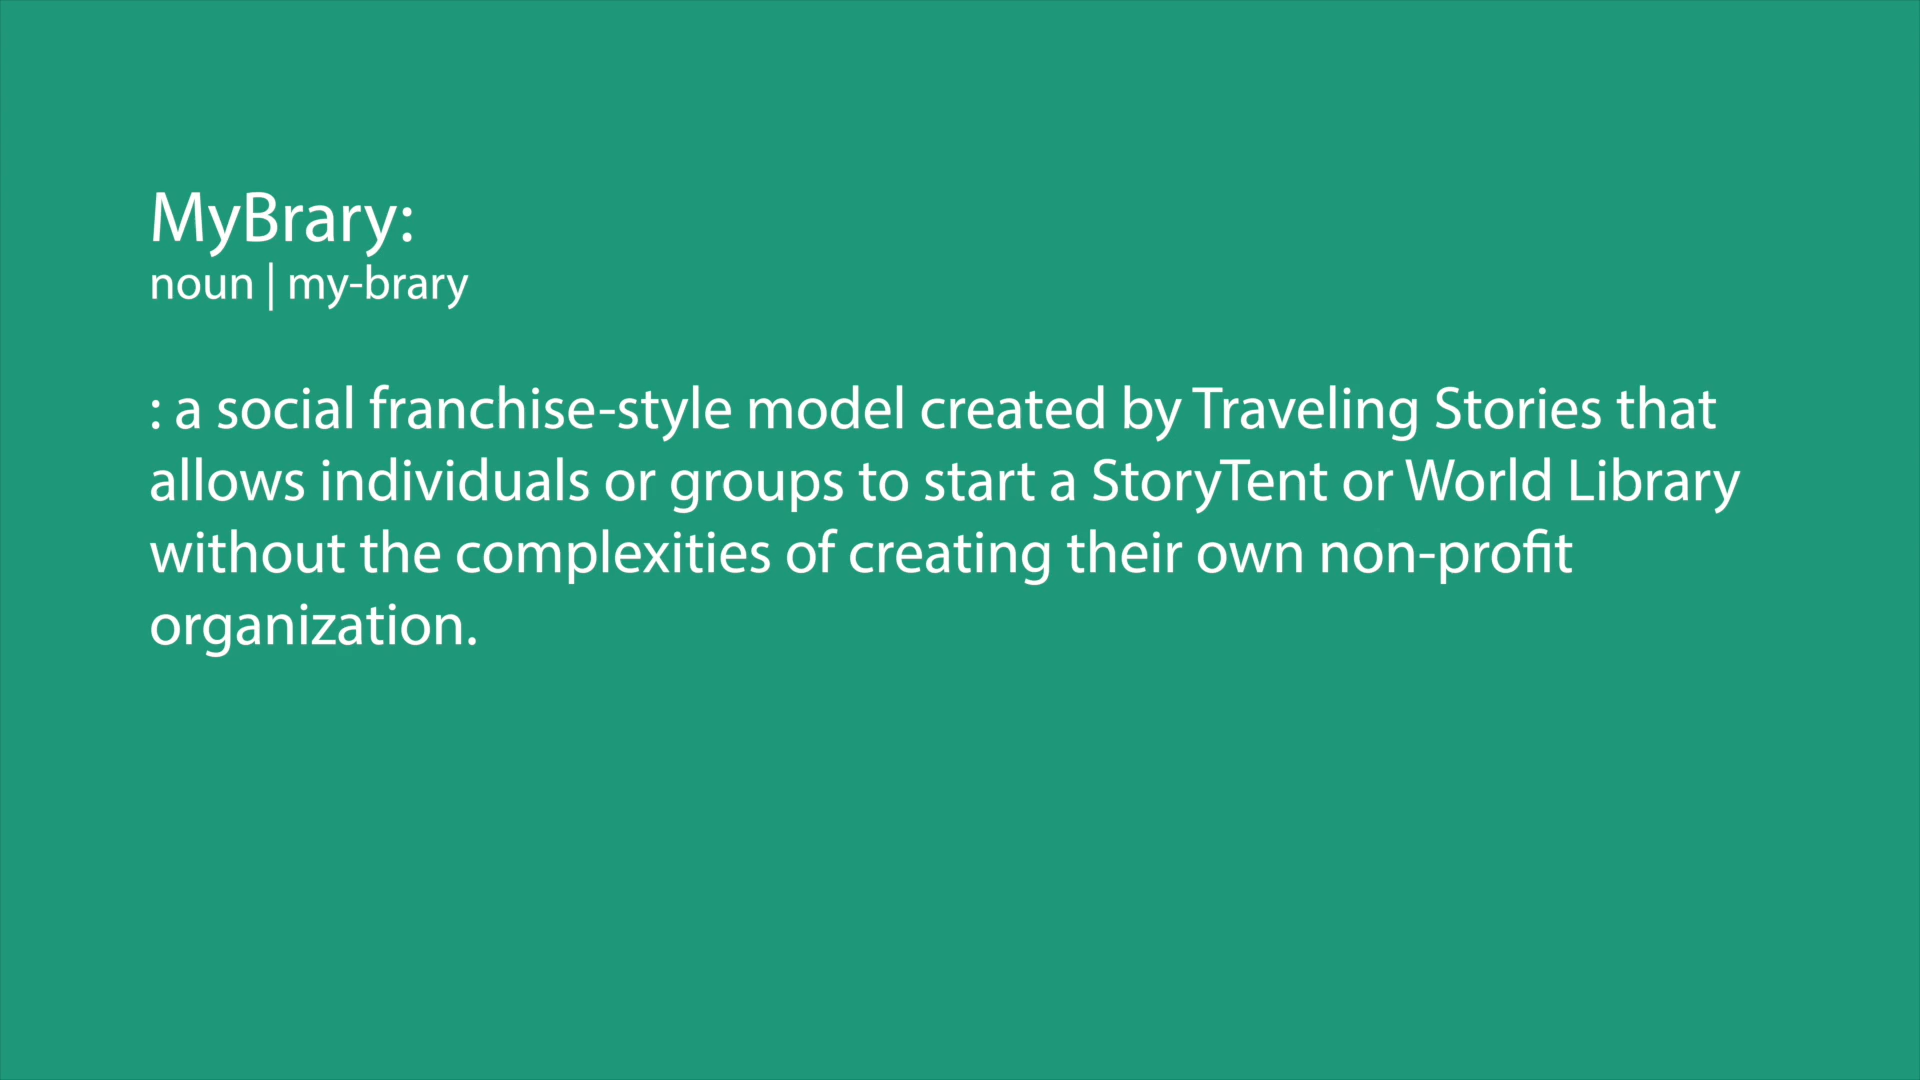 MyBrary:
noun | my-brary
: a social franchise-style model created by Traveling Stories that
allows individuals or groups to start a StoryTent or World Library
without the complexities of creating their own non-profit
organization.